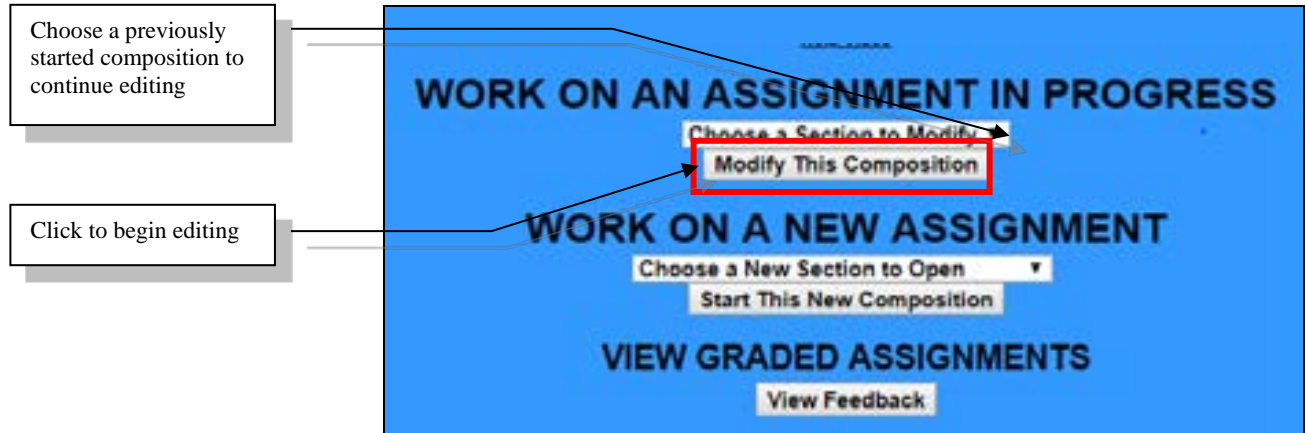 Choose a previously
started composition to
continue editing
WORK ON AN ASSIGNMENT IN PROGRESS
Choose a Section to Modify
Modify This Composition
Click to begin editing
WORK ON A NEW ASSIGNMENT
Choose a New Section to Open
Start This New Composition
VIEW GRADED ASSIGNMENTS
View Feedback